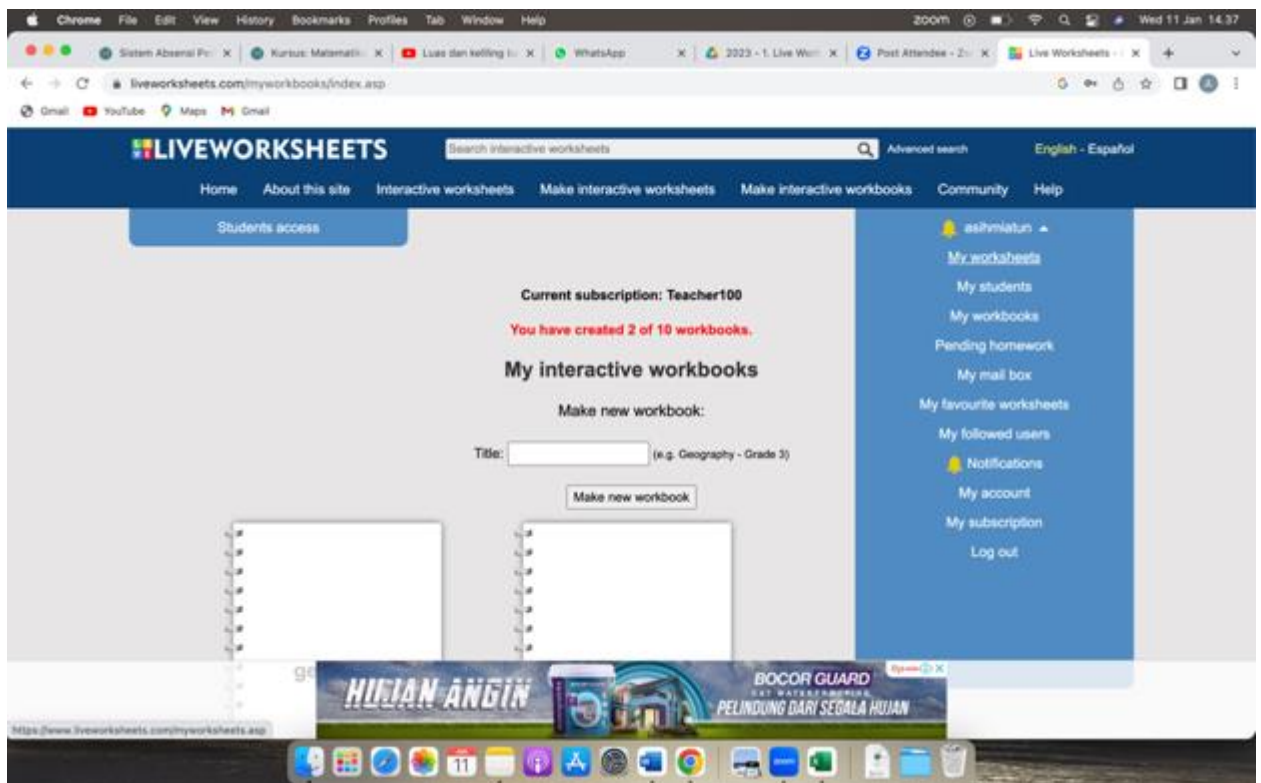 Chrome File Edit View History Bookmarks Profiles Tab Window Help zoom Wed 11 Jan 14.37
Kursus: Luas dan WhatsApp 2023 - 1. Live Post Attendee Live Worksheets
liveworksheets.com/myworkbooks/index.asp
Gmail YouTube Maps Gmail
LIVEWORKSHEETS Search interactive worksheets Advanced search English - Español
Home About this site Interactive worksheets Make interactive worksheets Make interactive workbooks Community Help
Students access
asihmiatun
My worksheets
My students
My workbooks
Pending homework
My mail box
My favourite worksheets
My followed users
Notifications
My account
My subscription
Log out
Current subscription: Teacher100
You have created 2 of 10 workbooks.
My interactive workbooks
Make new workbook:
Title: (e.g. Geography - Grade 3)
Make new workbook
ge
HUJAN ANGIN
BOCOR GUARD
CAT WATERPROOFING
PELINDUNG DARI SEGALA HUJAN
https://www.liveworksheets.com/myworksheets.asp
11
zoom